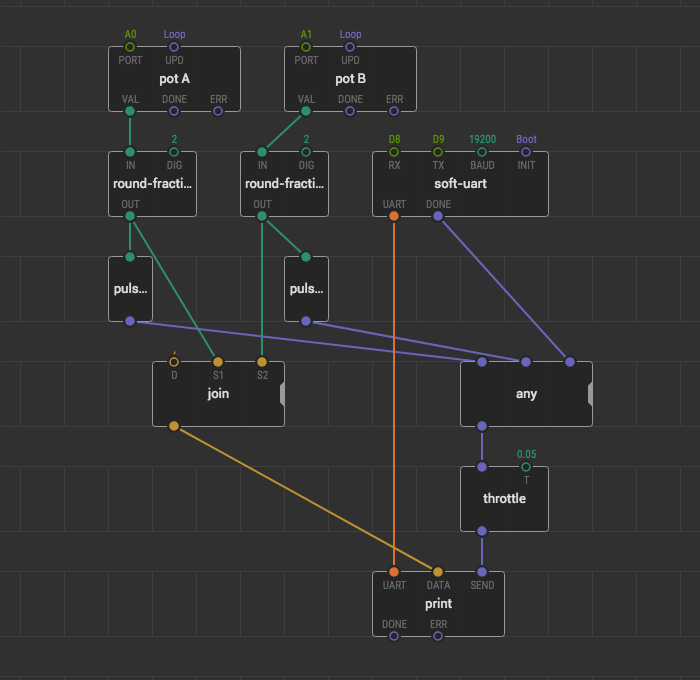 A0 Loop A1 Loop
PORT UPD PORT UPD
pot A pot B
VAL DONE ERR VAL DONE ERR
2 2 D8 D9 19200 Boot
IN DIG IN DIG RX TX BAUD INIT
round-fracti... round-fracti... soft-uart
OUT OUT UART DONE
puls... puls...
D S1 S2
join any
0.05
T
throttle
UART DATA SEND
print
DONE ERR